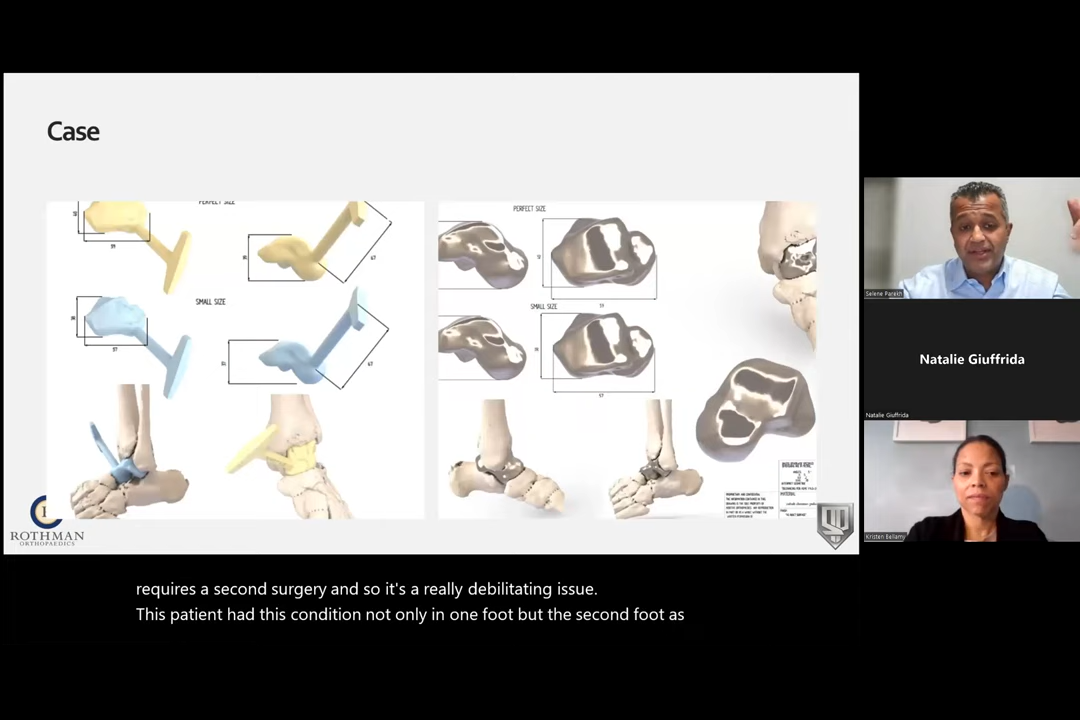 Case
PERFECT SIZE
SMALL SIZE
PERFECT SIZE
SMALL SIZE
ROTHMAN
ORTHOPAEDICS
Selene Parekh
Natalie Giuffrida
Natalie Giuffrida
Kristen Bellamy
requires a second surgery and so it's a really debilitating issue.
This patient had this condition not only in one foot but the second foot as